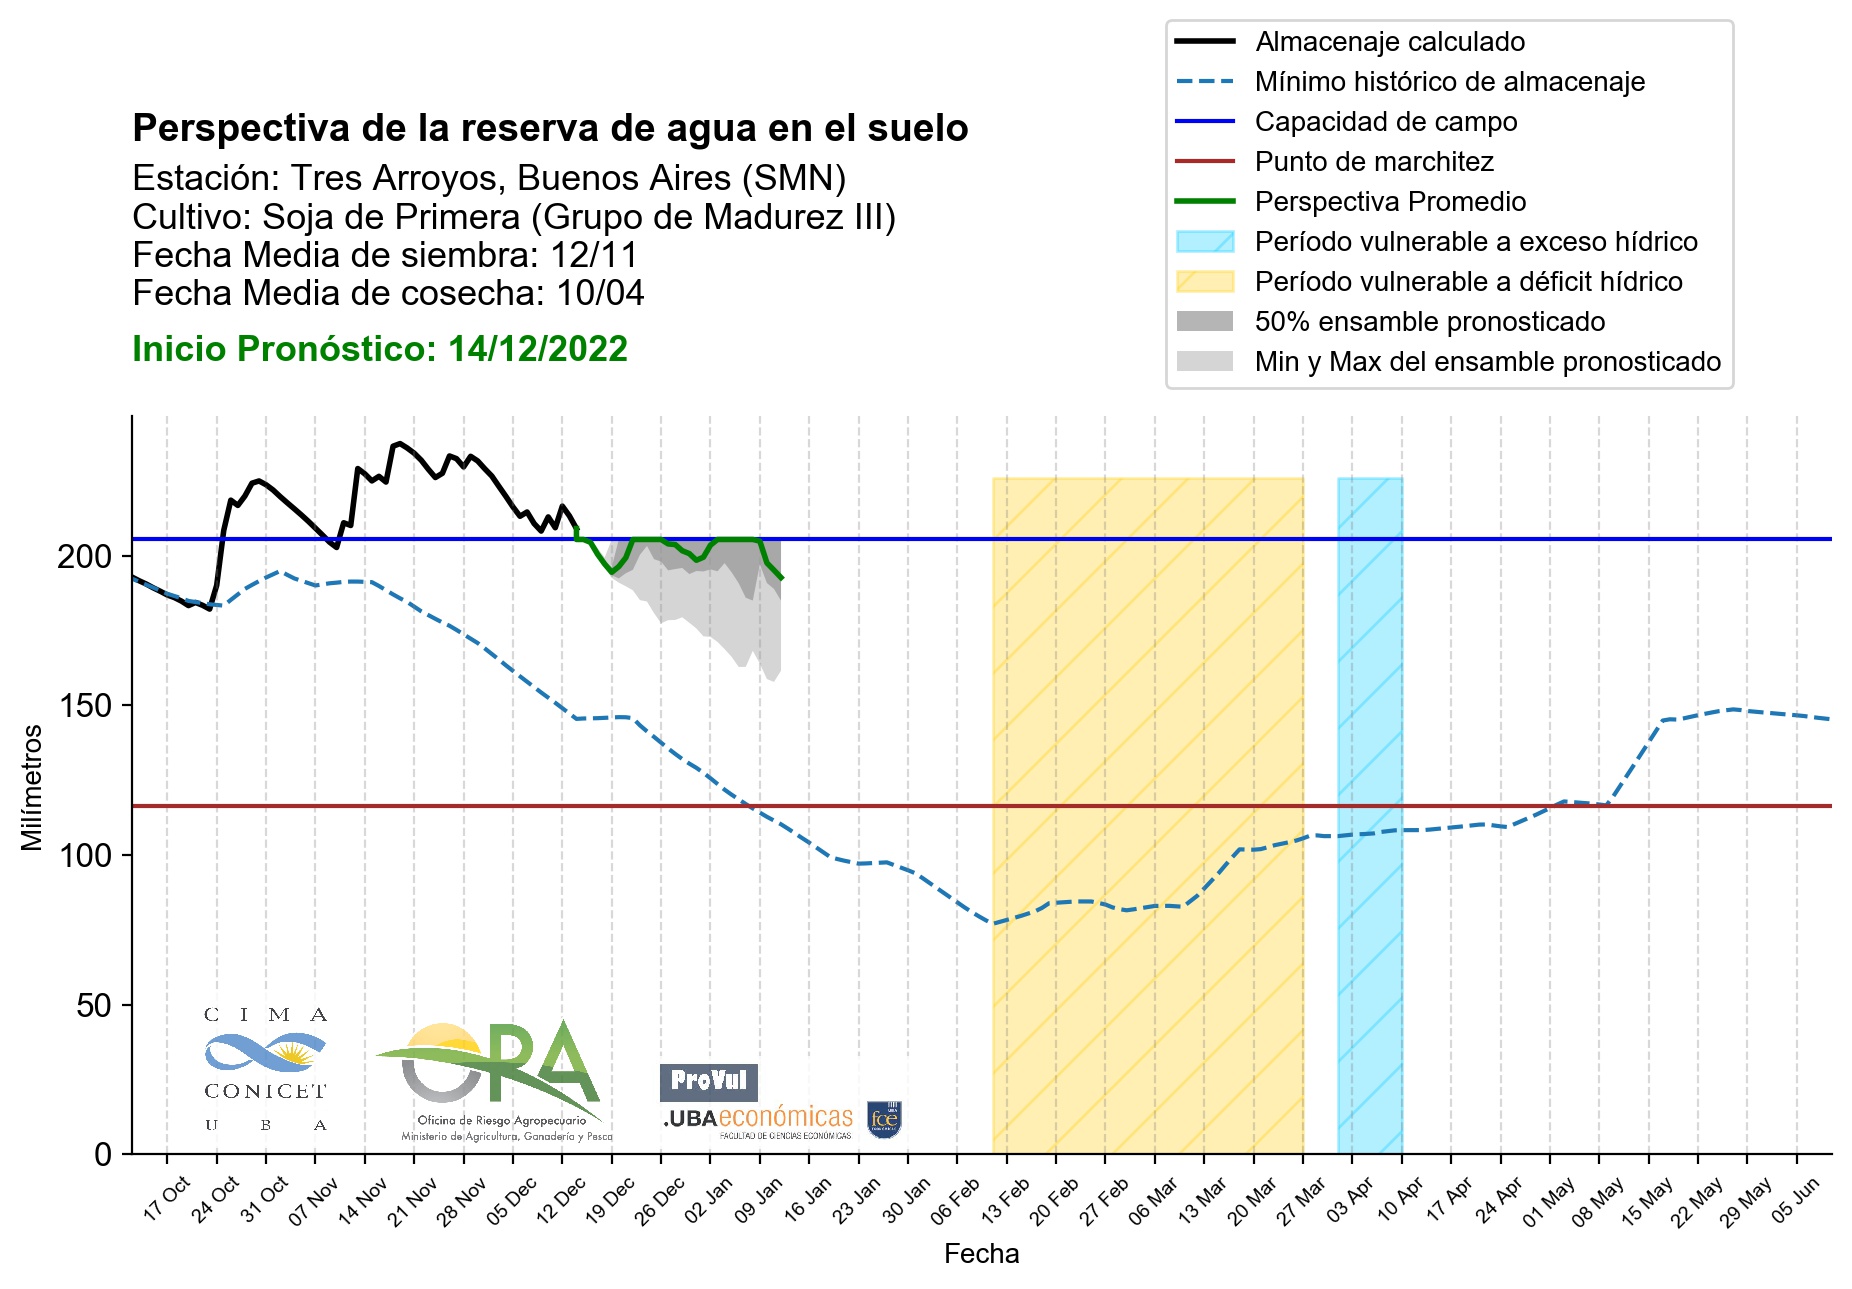 Almacenaje calculado
Mínimo histórico de almacenaje
Capacidad de campo
Punto de marchitez
Perspectiva Promedio
Período vulnerable a exceso hídrico
Período vulnerable a déficit hídrico
50% ensamble pronosticado
Min y Max del ensamble pronosticado
Perspectiva de la reserva de agua en el suelo
Estación: Tres Arroyos, Buenos Aires (SMN)
Cultivo: Soja de Primera (Grupo de Madurez III)
Fecha Media de siembra: 12/11
Fecha Media de cosecha: 10/04
Inicio Pronóstico: 14/12/2022
Milímetros
200
150
100
50
0
CIMA
CONICET
UBA
ORA
Oficina de Riesgo Agropecuario
Ministerio de Agricultura, Ganadería y Pesca
ProVul
.UBAeconómicas
FACULTAD DE CIENCIAS ECONÓMICAS
UBA
fce
ECONÓMICAS
17 Oct
24 Oct
31 Oct
07 Nov
14 Nov
21 Nov
28 Nov
05 Dec
12 Dec
19 Dec
26 Dec
02 Jan
09 Jan
16 Jan
23 Jan
30 Jan
06 Feb
13 Feb
20 Feb
27 Feb
06 Mar
13 Mar
20 Mar
27 Mar
03 Apr
10 Apr
17 Apr
24 Apr
01 May
08 May
15 May
22 May
29 May
05 Jun
Fecha